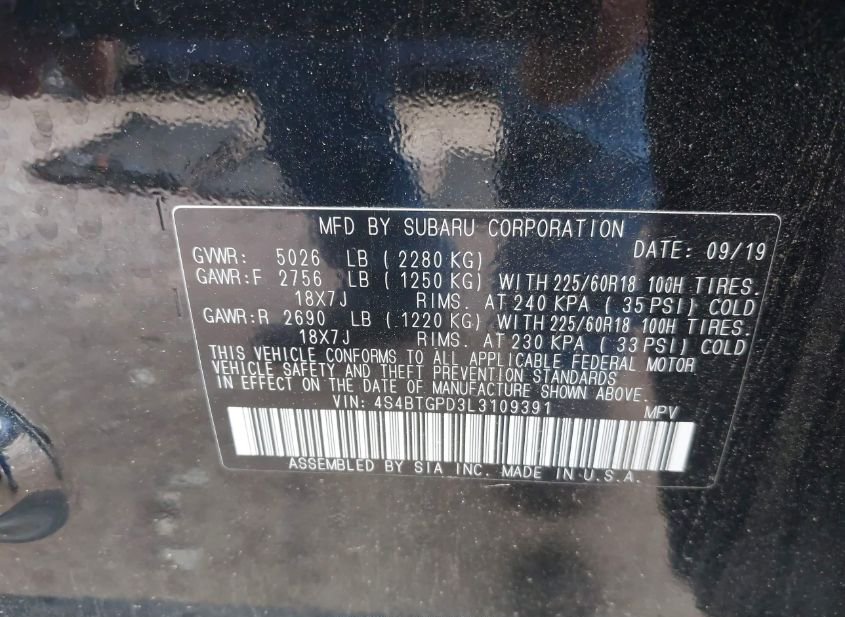 MFD BY SUBARU CORPORATION
GVWR: 5026 LB ( 2280 KG) DATE: 09/19
GAWR:F 2756 LB ( 1250 KG) WITH 225/60R18 100H TIRES.
18X7J RIMS. AT 240 KPA ( 35 PSI) COLD
GAWR:R 2690 LB ( 1220 KG) WITH 225/60R18 100H TIRES.
18X7J RIMS. AT 230 KPA ( 33 PSI) COLD
THIS VEHICLE CONFORMS TO ALL APPLICABLE FEDERAL MOTOR
VEHICLE SAFETY AND THEFT PREVENTION STANDARDS
IN EFFECT ON THE DATE OF MANUFACTURE SHOWN ABOVE.
VIN: 4S4BTGPD3L3109391 MPV
ASSEMBLED BY SIA INC. MADE IN U.S.A.